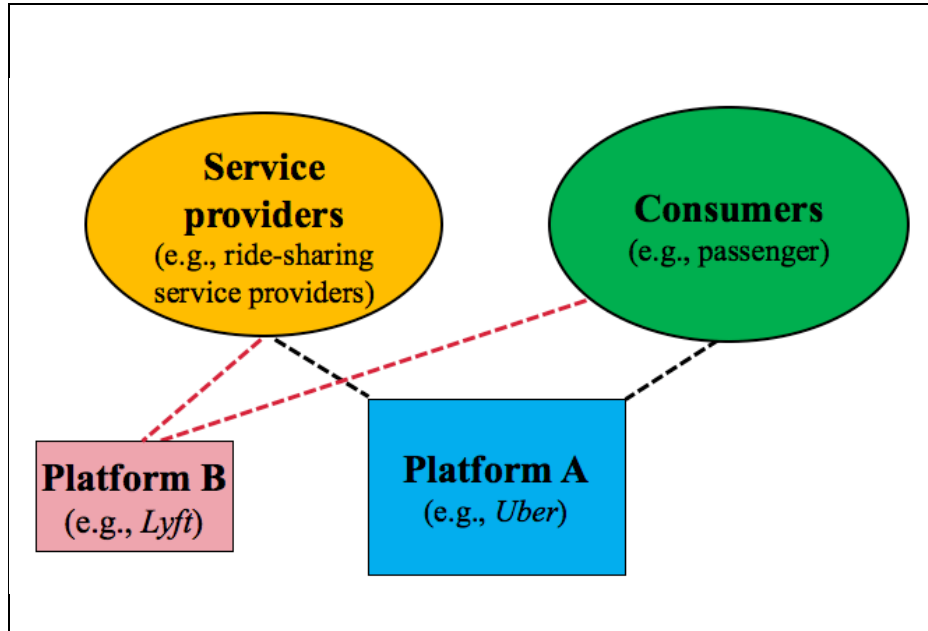 Service
providers
(e.g., ride-sharing
service providers)
Consumers
(e.g., passenger)
Platform B
(e.g., Lyft)
Platform A
(e.g., Uber)